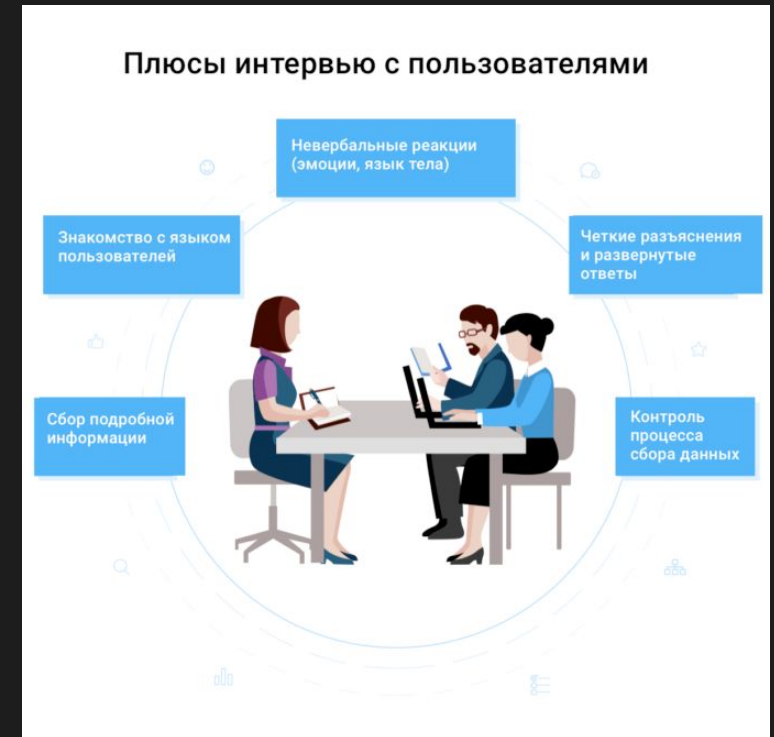 Плюсы интервью с пользователями
Невербальные реакции
(эмоции, язык тела)
Знакомство с языком
пользователей
Четкие разъяснения
и развернутые
ответы
Сбор подробной
информации
Контроль
процесса
сбора данных